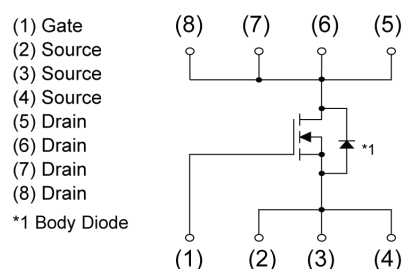 (1) Gate
(2) Source
(3) Source
(4) Source
(5) Drain
(6) Drain
(7) Drain
(8) Drain
*1 Body Diode
(8) (7) (6) (5)
*1
(1) (2) (3) (4)